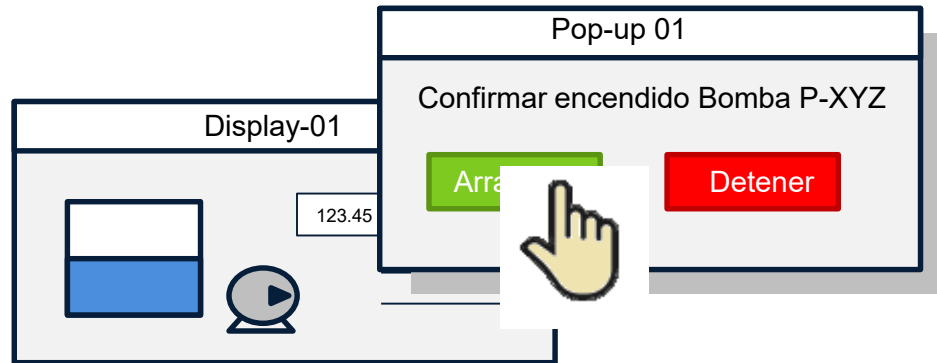 Pop-up 01
Confirmar encendido Bomba P-XYZ
Detener
Display-01
123.45